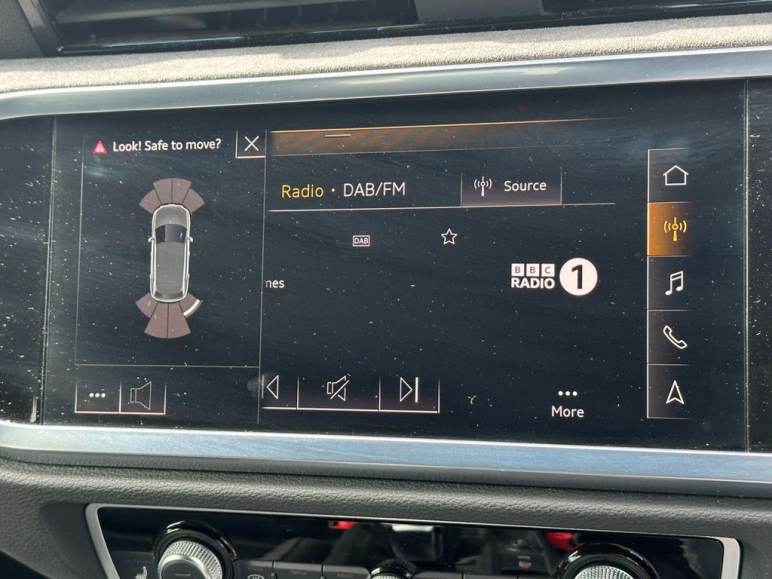 Look! Safe to move?
Radio · DAB/FM
Source
DAB
nes
BBC
RADIO 1
More